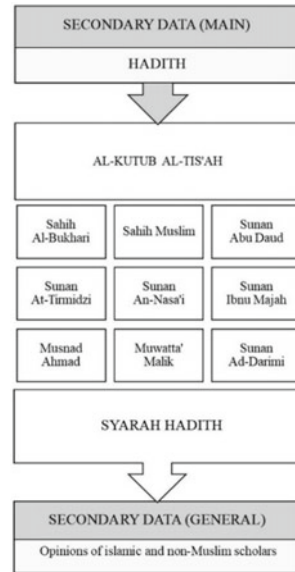 SECONDARY DATA (MAIN)
HADITH
AL-KUTUB AL-TIS'AH
Sahih
Al-Bukhari
Sahih Muslim
Sunan
Abu Daud
Sunan
At-Tirmidzi
Sunan
An-Nasa'i
Sunan
Ibnu Majah
Musnad
Ahmad
Muwatta'
Malik
Sunan
Ad-Darimi
SYARAH HADITH
SECONDARY DATA (GENERAL)
Opinions of islamic and non-Muslim scholars